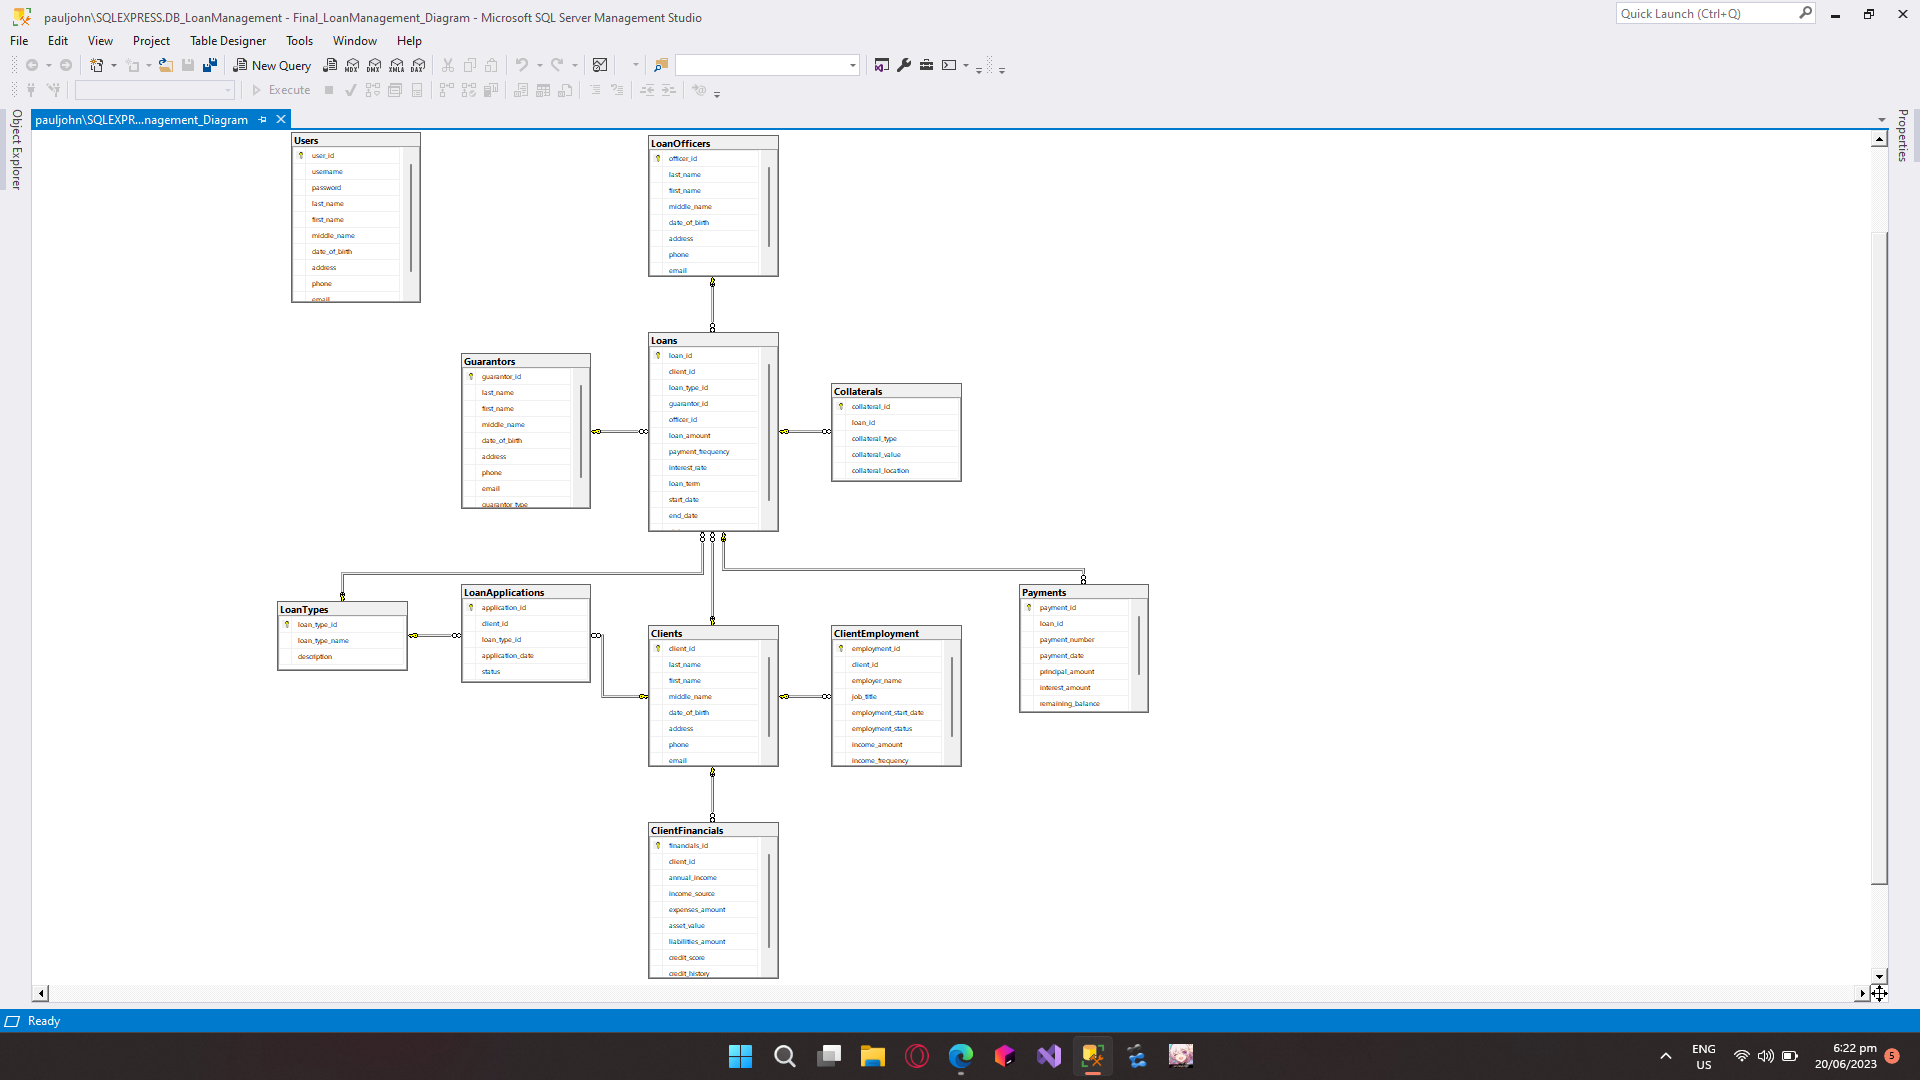 pauljohn\SQLEXPRESS.DB_LoanManagement - Final_LoanManagement_Diagram - Microsoft SQL Server Management Studio
Quick Launch (Ctrl+Q)
File Edit View Project Table Designer Tools Window Help
New Query
MDX DMX XMLA DAX
Execute
Object Explorer
pauljohn\SQLEXPR...nagement_Diagram
Properties
Users
user_id
username
password
last_name
first_name
middle_name
date_of_birth
address
phone
email
LoanOfficers
officer_id
last_name
first_name
middle_name
date_of_birth
address
phone
email
Guarantors
guarantor_id
last_name
first_name
middle_name
date_of_birth
address
phone
email
guarantor_type
Loans
loan_id
client_id
loan_type_id
guarantor_id
officer_id
loan_amount
payment_frequency
interest_rate
loan_term
start_date
end_date
Collaterals
collateral_id
loan_id
collateral_type
collateral_value
collateral_location
LoanTypes
loan_type_id
loan_type_name
description
LoanApplications
application_id
client_id
loan_type_id
application_date
status
Clients
client_id
last_name
first_name
middle_name
date_of_birth
address
phone
email
ClientEmployment
employment_id
client_id
employer_name
job_title
employment_start_date
employment_status
income_amount
income_frequency
Payments
payment_id
loan_id
payment_number
payment_date
principal_amount
interest_amount
remaining_balance
ClientFinancials
financials_id
client_id
annual_income
income_source
expenses_amount
asset_value
liabilities_amount
credit_score
credit_history
Ready
ENG
US
6:22 pm
20/06/2023
5